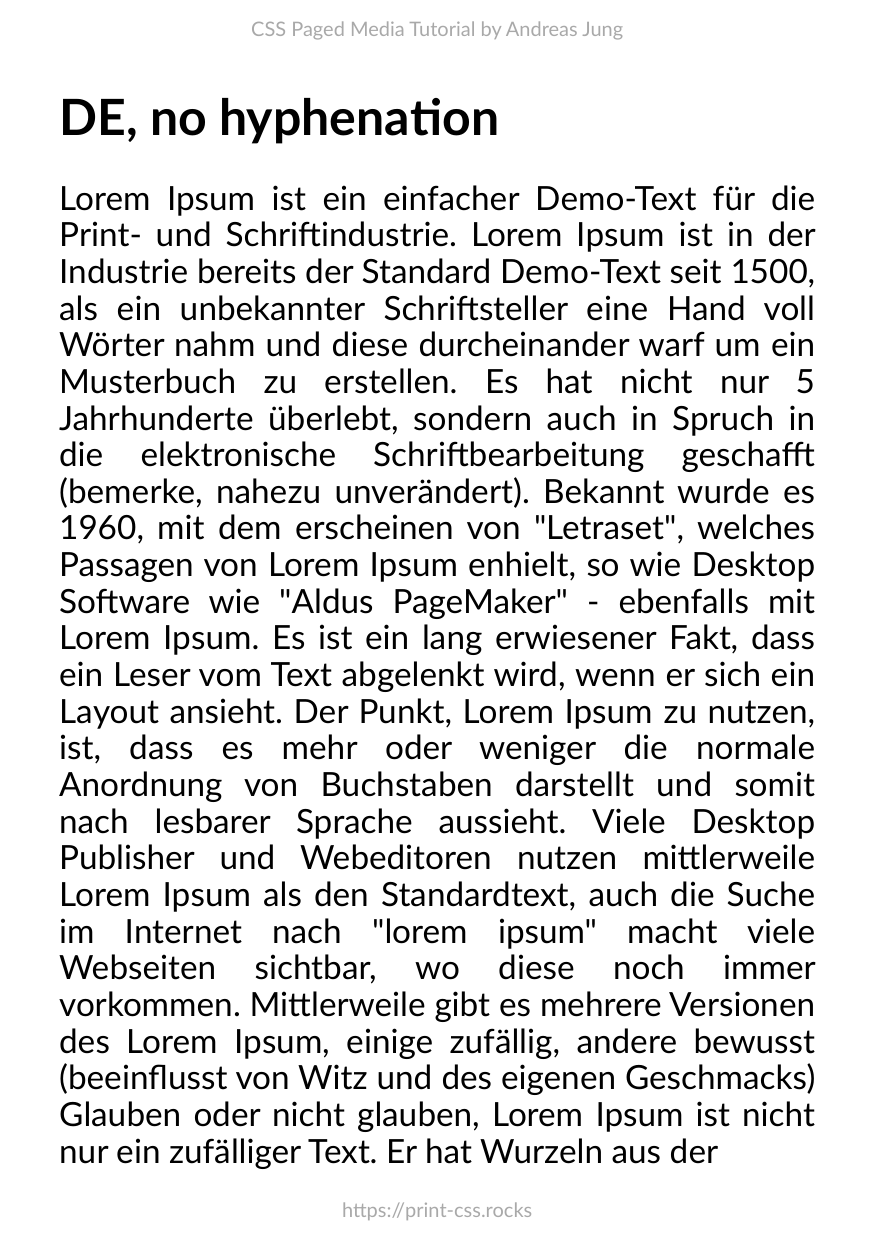 CSS Paged Media Tutorial by Andreas Jung
DE, no hyphenation
Lorem Ipsum ist ein einfacher Demo-Text für die
Print- und Schriftindustrie. Lorem Ipsum ist in der
Industrie bereits der Standard Demo-Text seit 1500,
als ein unbekannter Schriftsteller eine Hand voll
Wörter nahm und diese durcheinander warf um ein
Musterbuch zu erstellen. Es hat nicht nur 5
Jahrhunderte überlebt, sondern auch in Spruch in
die elektronische Schriftbearbeitung geschafft
(bemerke, nahezu unverändert). Bekannt wurde es
1960, mit dem erscheinen von "Letraset", welches
Passagen von Lorem Ipsum enhielt, so wie Desktop
Software wie "Aldus PageMaker" - ebenfalls mit
Lorem Ipsum. Es ist ein lang erwiesener Fakt, dass
ein Leser vom Text abgelenkt wird, wenn er sich ein
Layout ansieht. Der Punkt, Lorem Ipsum zu nutzen,
ist, dass es mehr oder weniger die normale
Anordnung von Buchstaben darstellt und somit
nach lesbarer Sprache aussieht. Viele Desktop
Publisher und Webeditoren nutzen mittlerweile
Lorem Ipsum als den Standardtext, auch die Suche
im Internet nach "lorem ipsum" macht viele
Webseiten sichtbar, wo diese noch immer
vorkommen. Mittlerweile gibt es mehrere Versionen
des Lorem Ipsum, einige zufällig, andere bewusst
(beeinflusst von Witz und des eigenen Geschmacks)
Glauben oder nicht glauben, Lorem Ipsum ist nicht
nur ein zufälliger Text. Er hat Wurzeln aus der
https://print-css.rocks